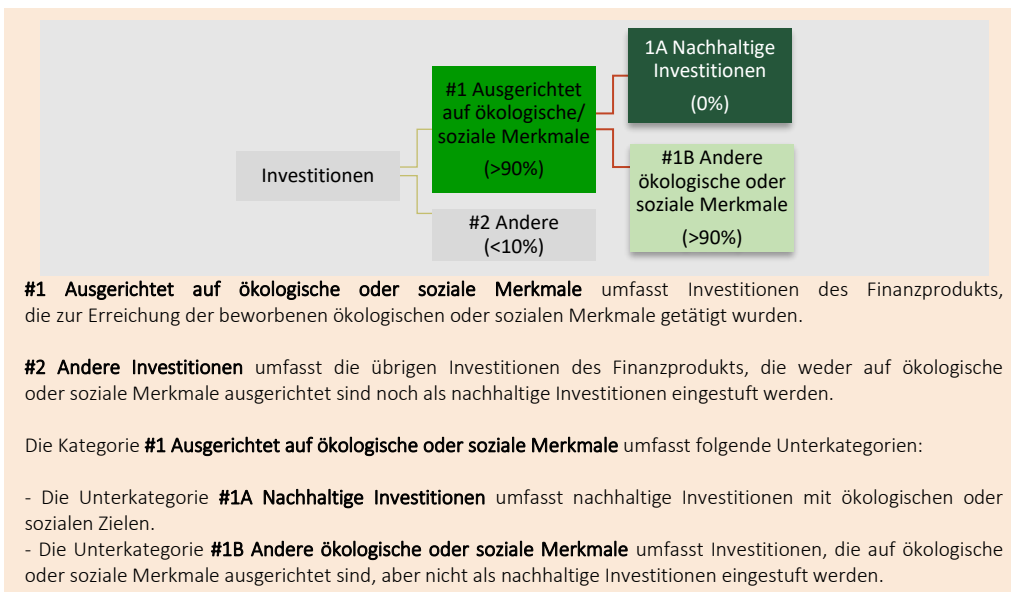 1A Nachhaltige
Investitionen
(0%)
#1 Ausgerichtet
auf ökologische/
soziale Merkmale
(>90%)
#1B Andere
ökologische oder
soziale Merkmale
(>90%)
Investitionen
#2 Andere
(<10%)
#1 Ausgerichtet auf ökologische oder soziale Merkmale umfasst Investitionen des Finanzprodukts,
die zur Erreichung der beworbenen ökologischen oder sozialen Merkmale getätigt wurden.
#2 Andere Investitionen umfasst die übrigen Investitionen des Finanzprodukts, die weder auf ökologische
oder soziale Merkmale ausgerichtet sind noch als nachhaltige Investitionen eingestuft werden.
Die Kategorie #1 Ausgerichtet auf ökologische oder soziale Merkmale umfasst folgende Unterkategorien:
- Die Unterkategorie #1A Nachhaltige Investitionen umfasst nachhaltige Investitionen mit ökologischen oder
sozialen Zielen.
- Die Unterkategorie #1B Andere ökologische oder soziale Merkmale umfasst Investitionen, die auf ökologische
oder soziale Merkmale ausgerichtet sind, aber nicht als nachhaltige Investitionen eingestuft werden.